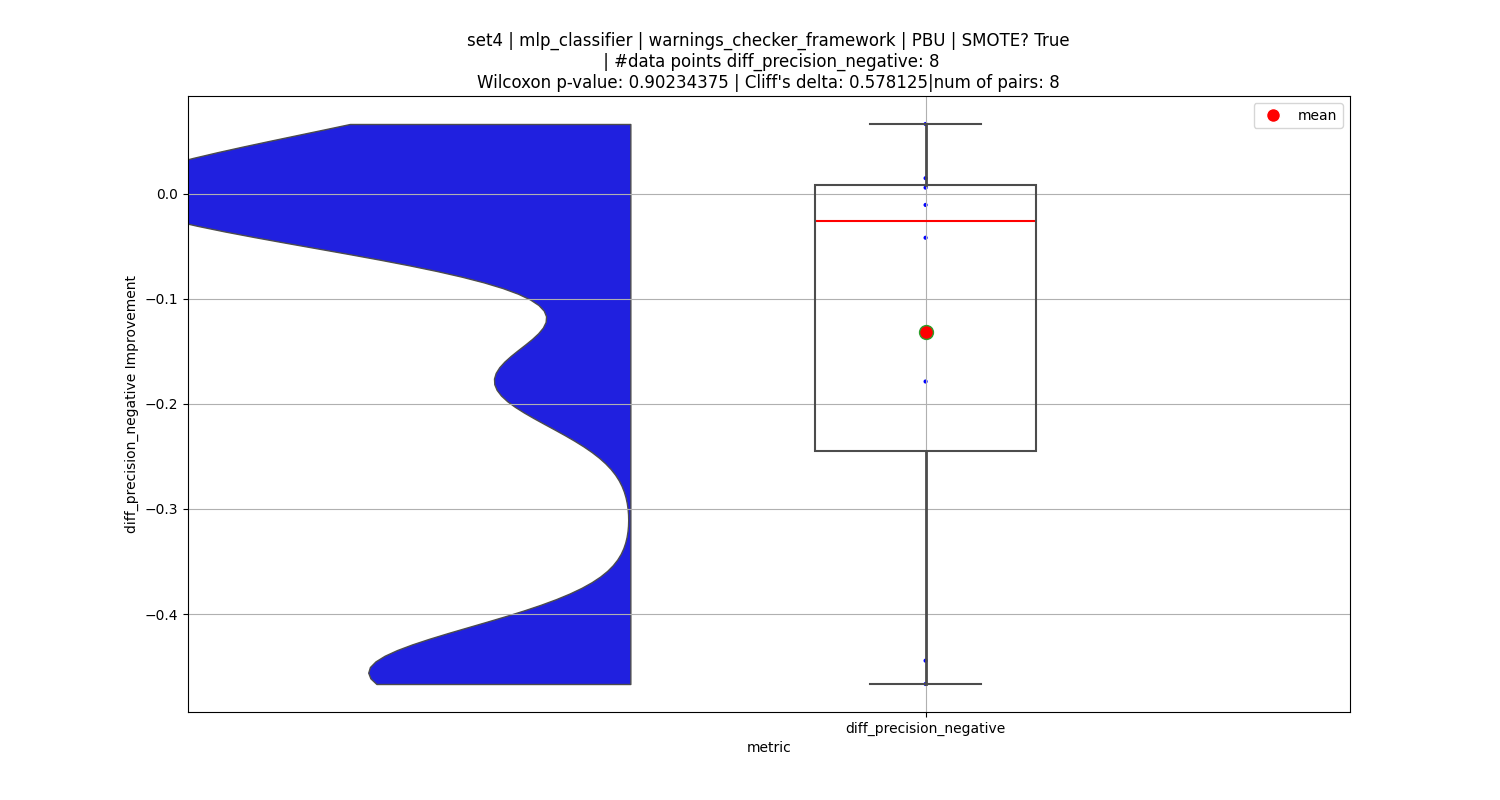 set4 | mlp_classifier | warnings_checker_framework | PBU | SMOTE? True
| #data points diff_precision_negative: 8
Wilcoxon p-value: 0.90234375 | Cliff's delta: 0.578125|num of pairs: 8
mean
0.0
−0.1
−0.2
−0.3
−0.4
diff_precision_negative Improvement
diff_precision_negative
metric